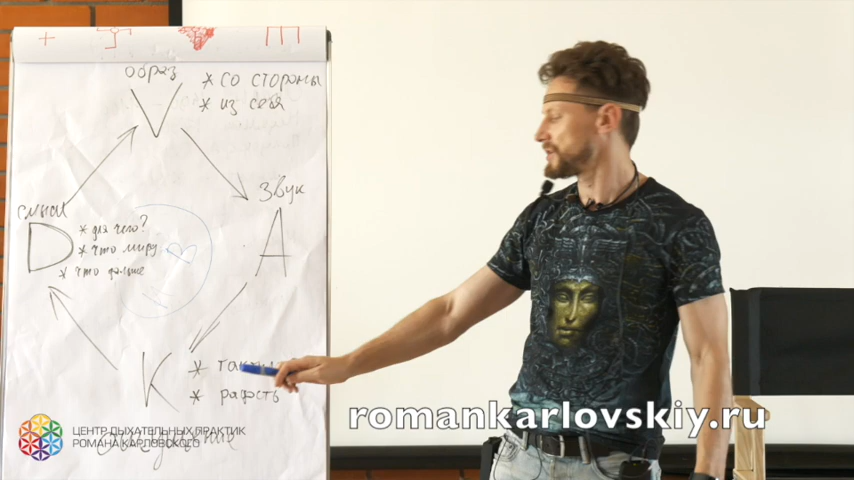 образ
* со стороны
* из себя
V
звук
смысл
D
* для чего?
* что миру
* что дальше
A
B
K
*
* радость
ЦЕНТР ДЫХАТЕЛЬНЫХ ПРАКТИК
РОМАНА КАРЛОВСКОГО
romankarlovskiy.ru